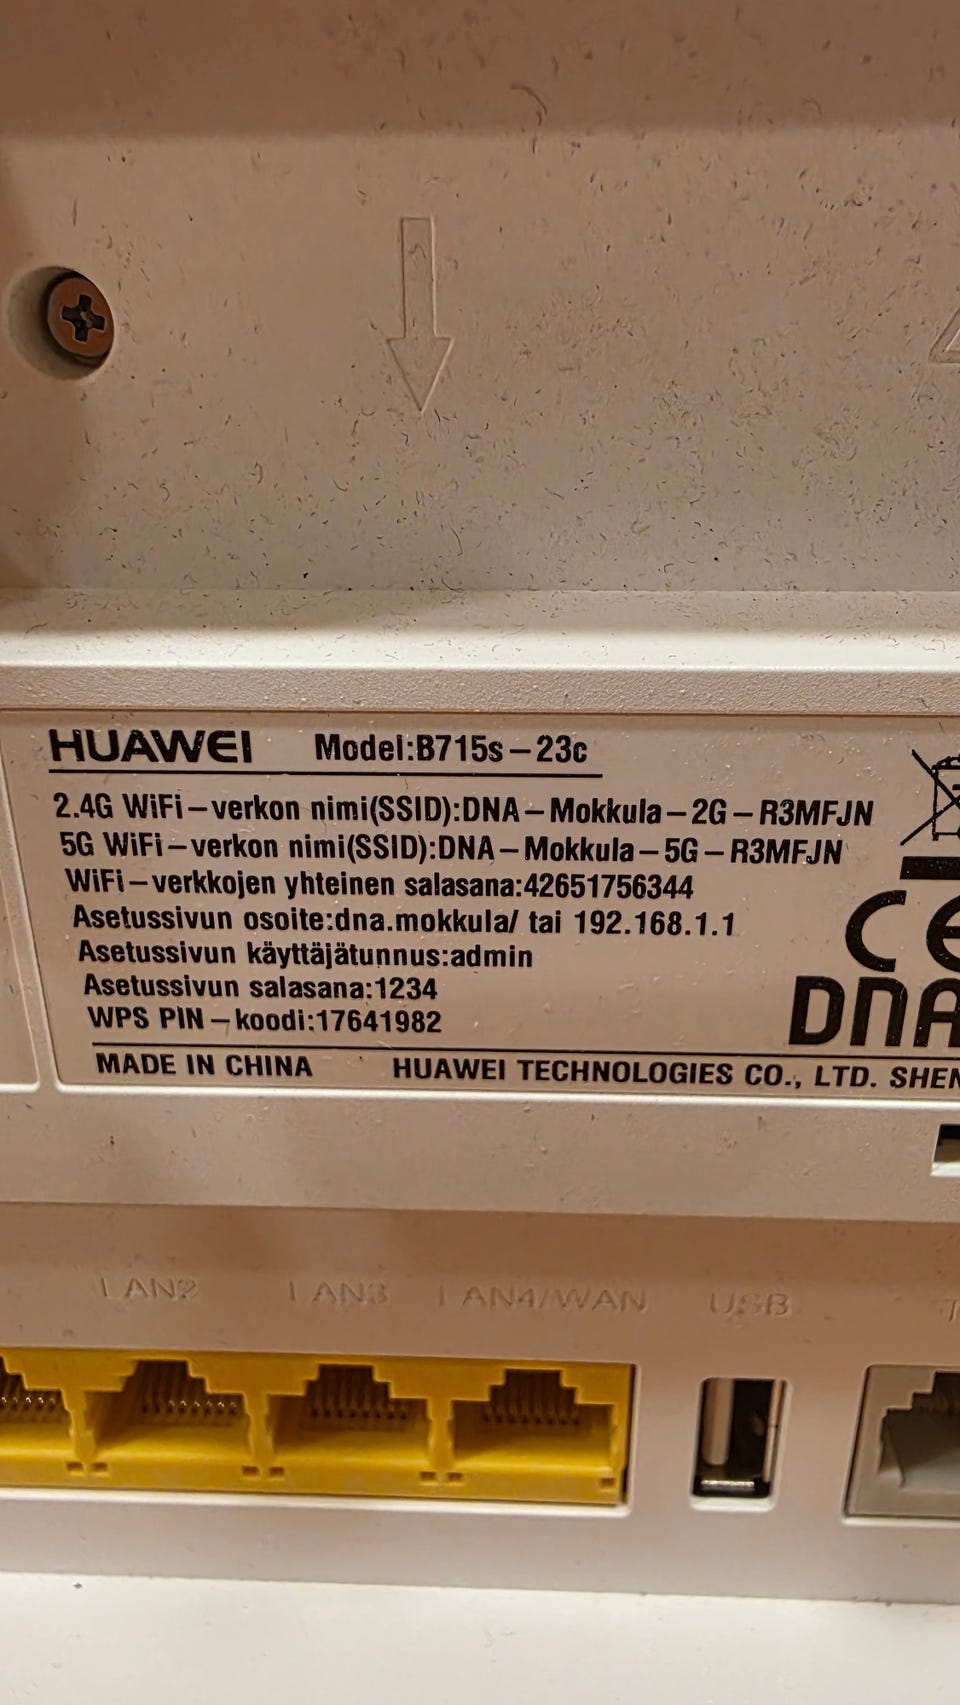 HUAWEI Model:B715s-23c
2.4G WiFi-verkon nimi(SSID):DNA-Mokkula-2G-R3MFJN
5G WiFi-verkon nimi(SSID):DNA-Mokkula-5G-R3MFJN
WiFi-verkkojen yhteinen salasana:42651756344
Asetussivun osoite:dna.mokkula/ tai 192.168.1.1
Asetussivun käyttäjätunnus:admin
Asetussivun salasana:1234
WPS PIN-koodi:17641982
CE
DNA
MADE IN CHINA HUAWEI TECHNOLOGIES CO., LTD.
LAN2 LAN3 LAN4/WAN USB